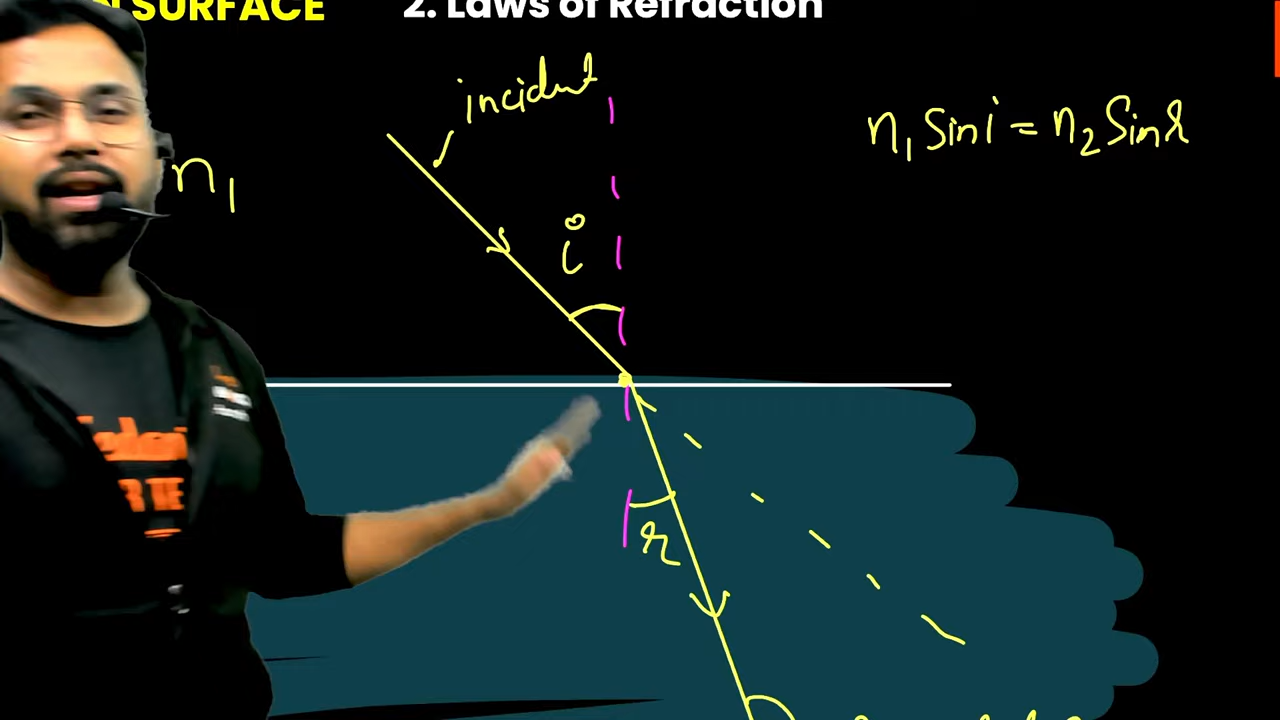 SURFACE
2. Laws of Refraction
incident
n₁ Sin i = n₂ Sin r
n₁
i
r